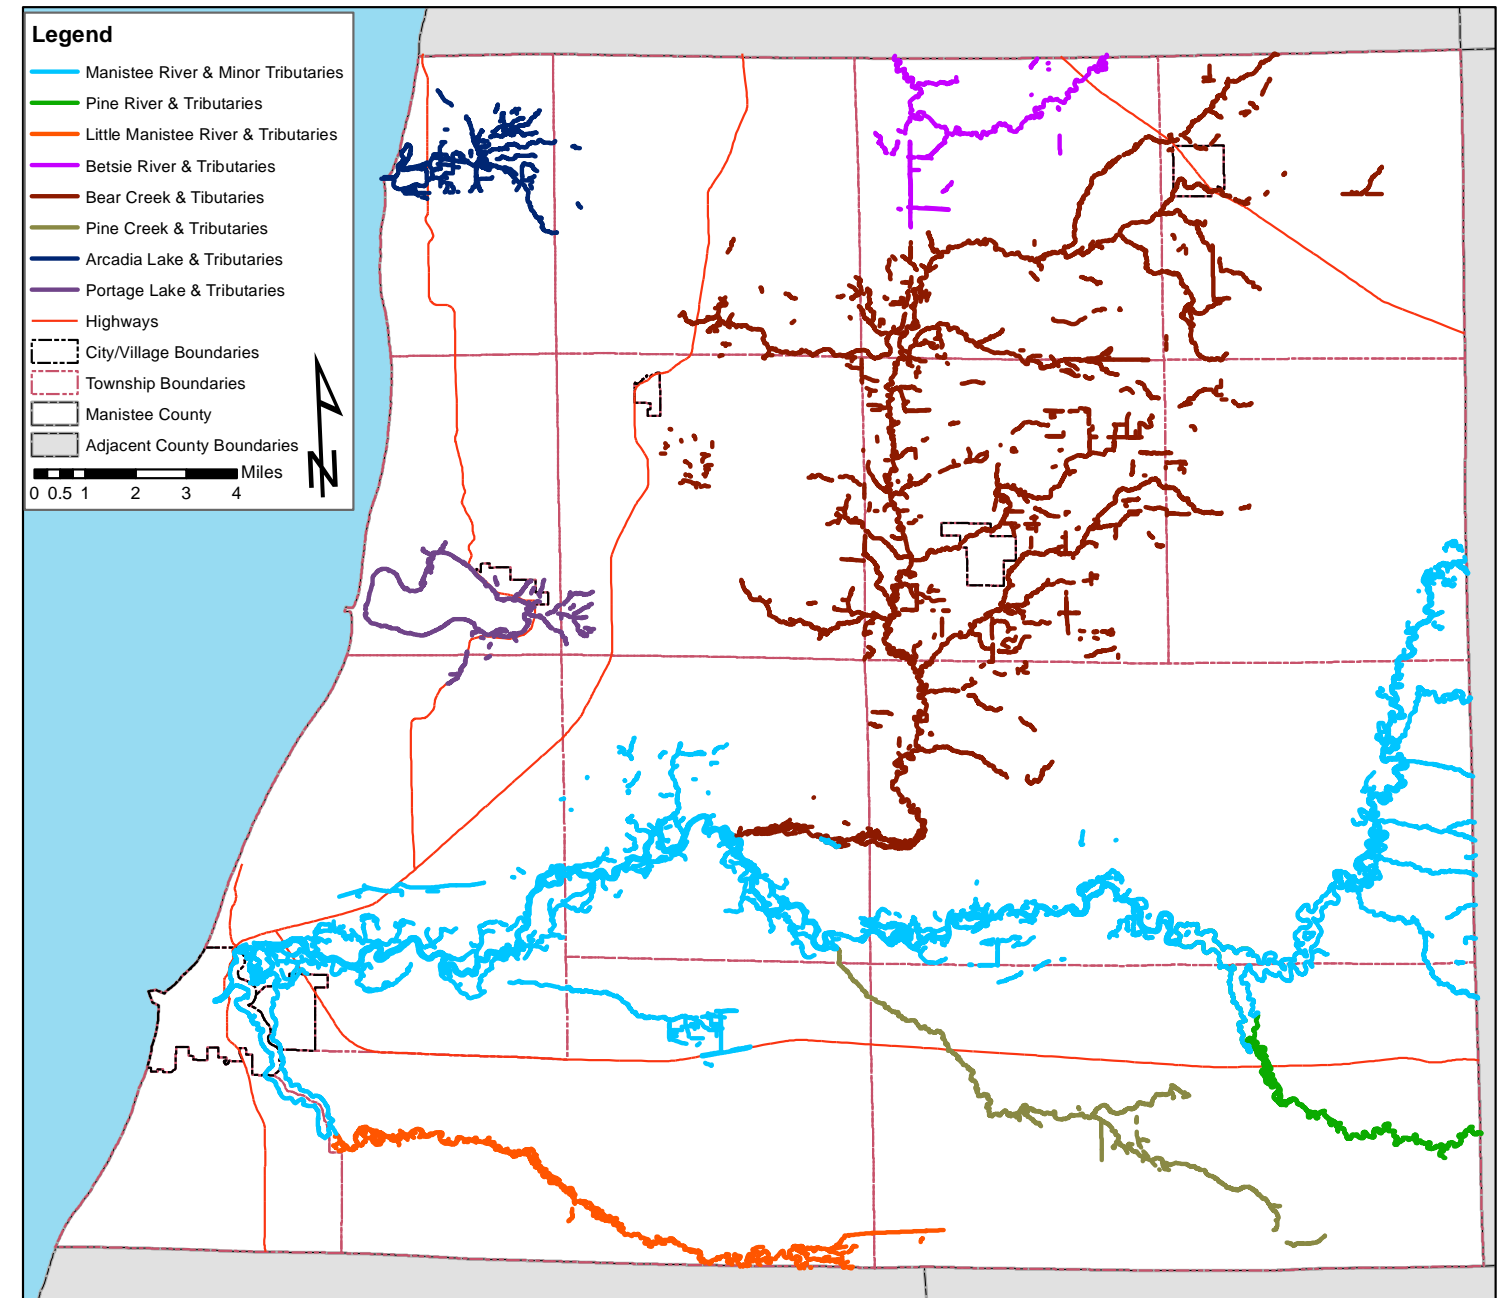 Legend
Manistee River & Minor Tributaries
Pine River & Tributaries
Little Manistee River & Tributaries
Betsie River & Tributaries
Bear Creek & Tibutaries
Pine Creek & Tributaries
Arcadia Lake & Tributaries
Portage Lake & Tributaries
Highways
City/Village Boundaries
Township Boundaries
Manistee County
Adjacent County Boundaries
Miles
0 0.5 1 2 3 4
N